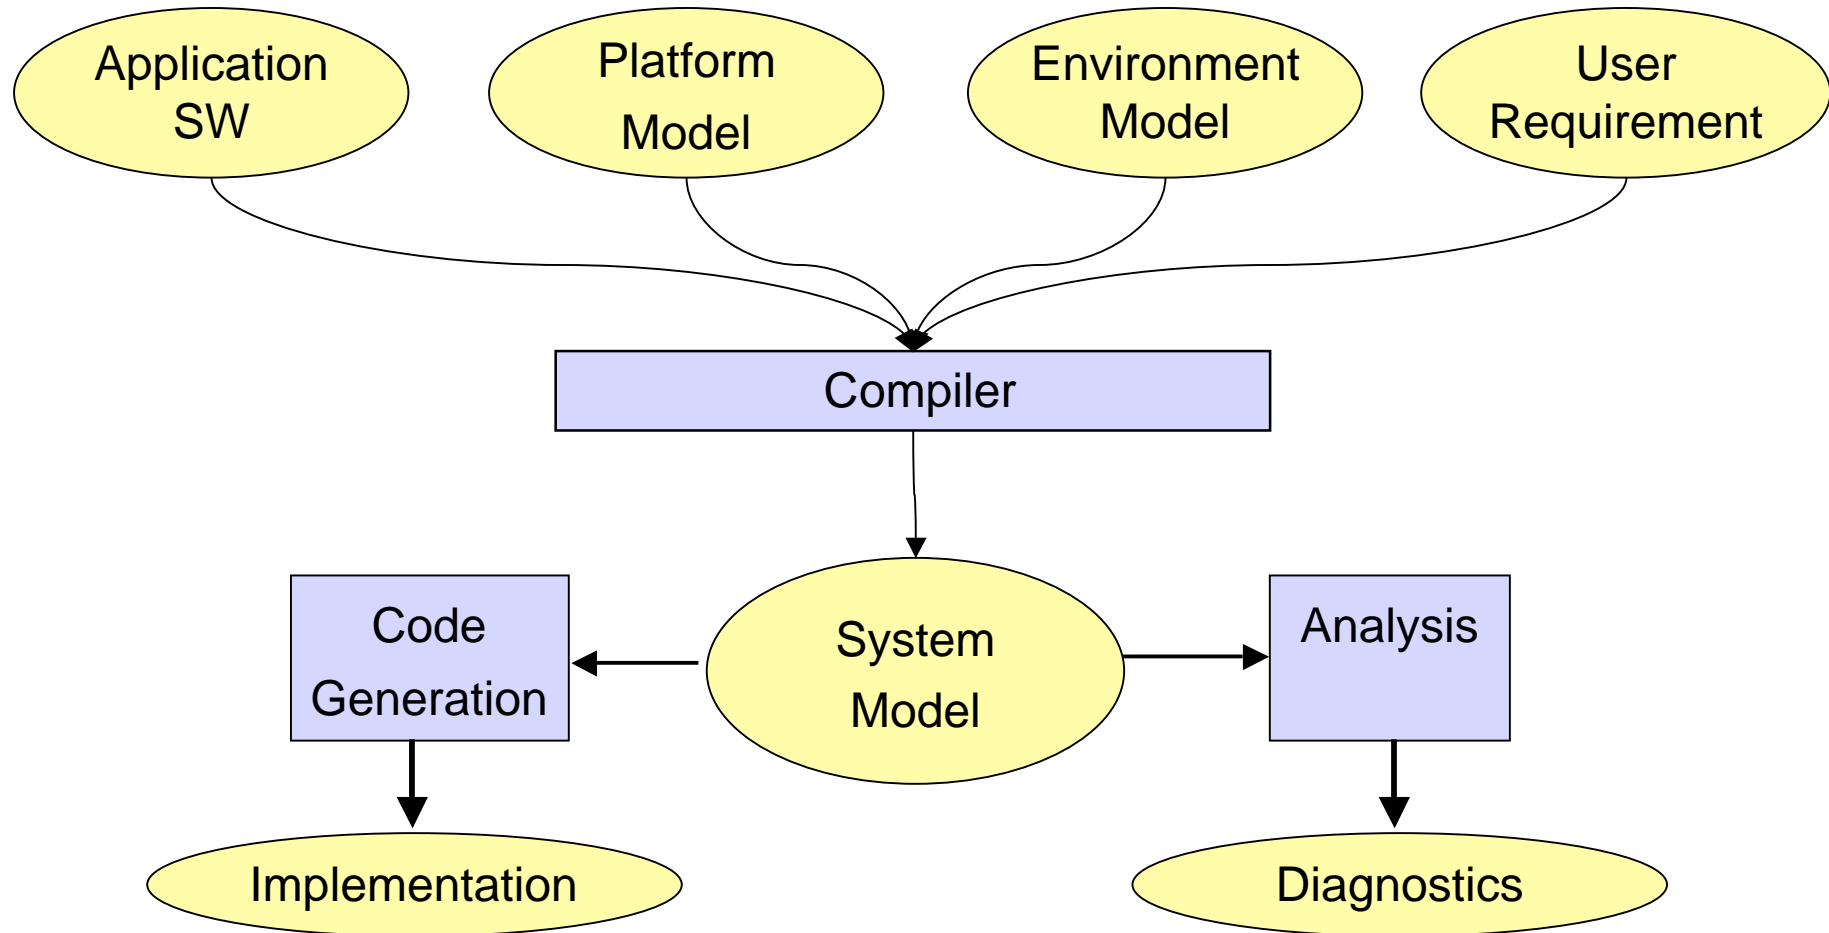 Application
SW
Platform
Model
Environment
Model
User
Requirement
Compiler
Code
Generation
System
Model
Analysis
Implementation
Diagnostics